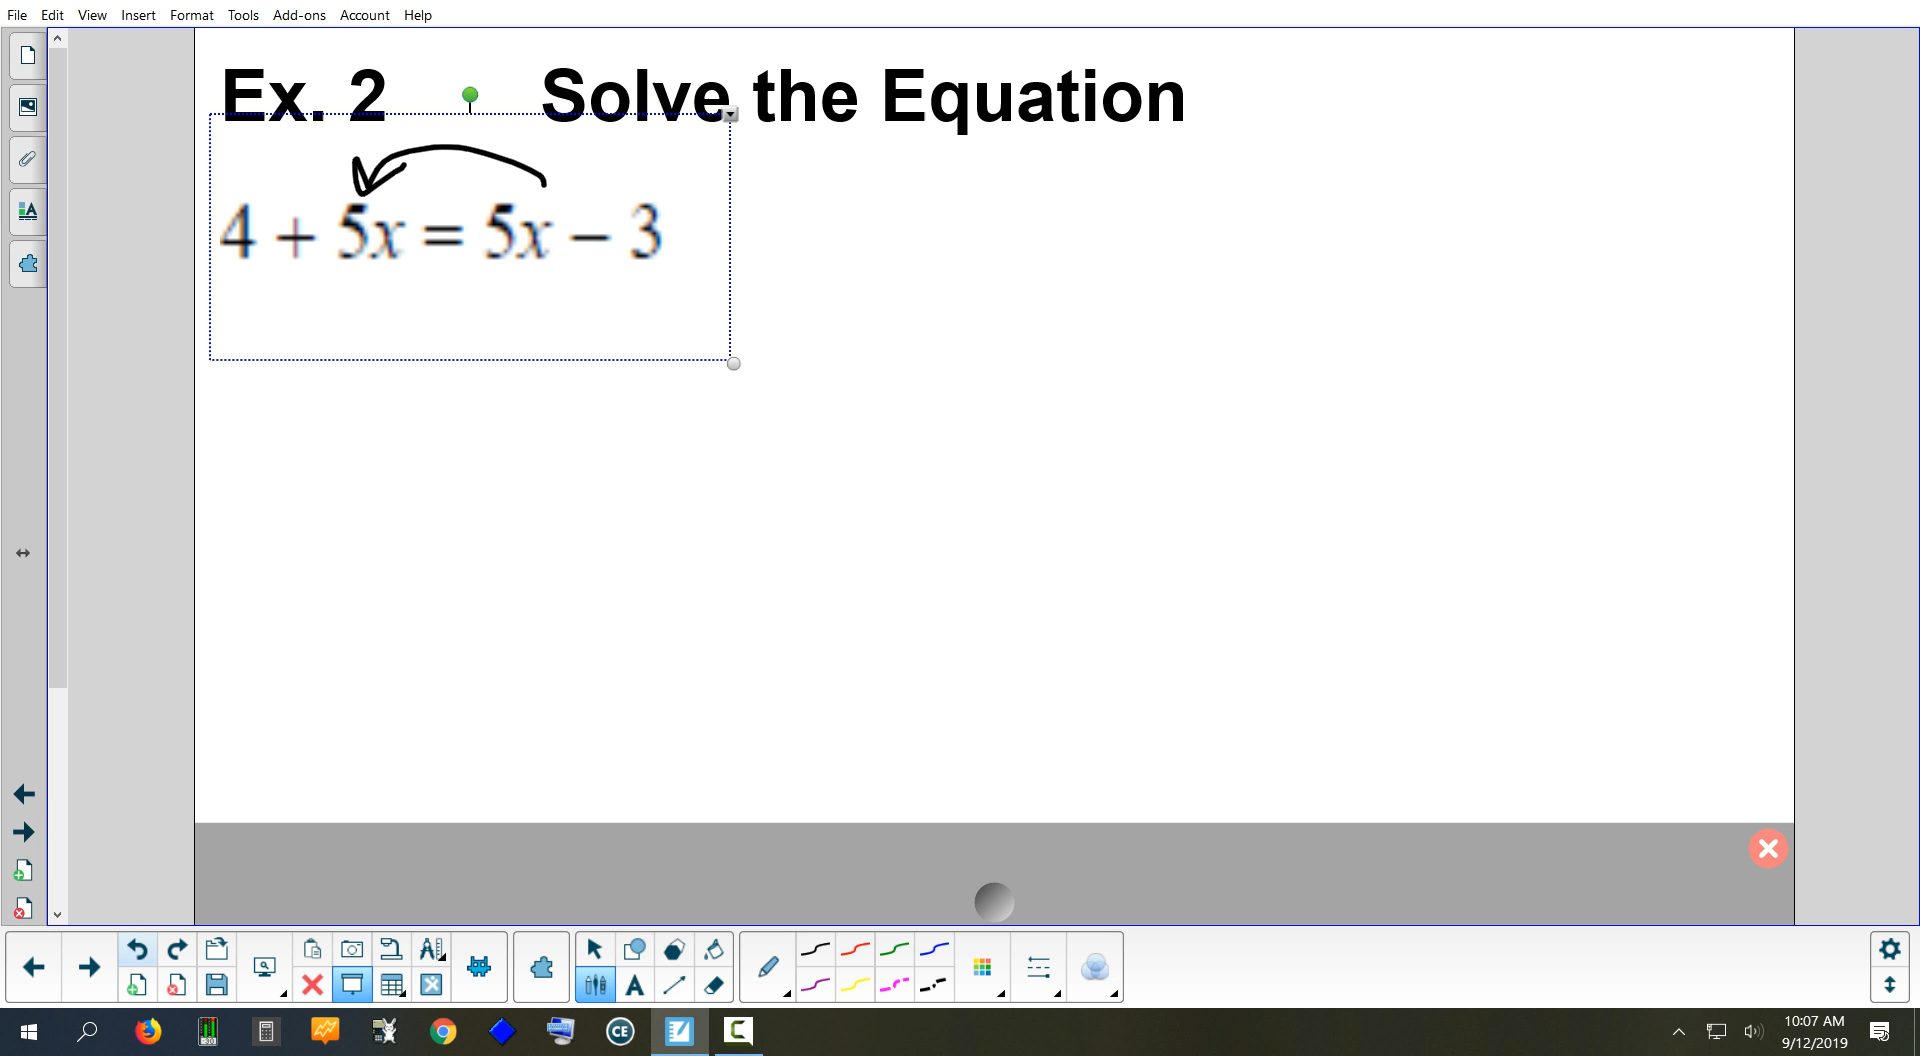 File Edit View Insert Format Tools Add-ons Account Help
Ex. 2 Solve the Equation
4 + 5x = 5x − 3
A
A
CE
C
10:07 AM
9/12/2019